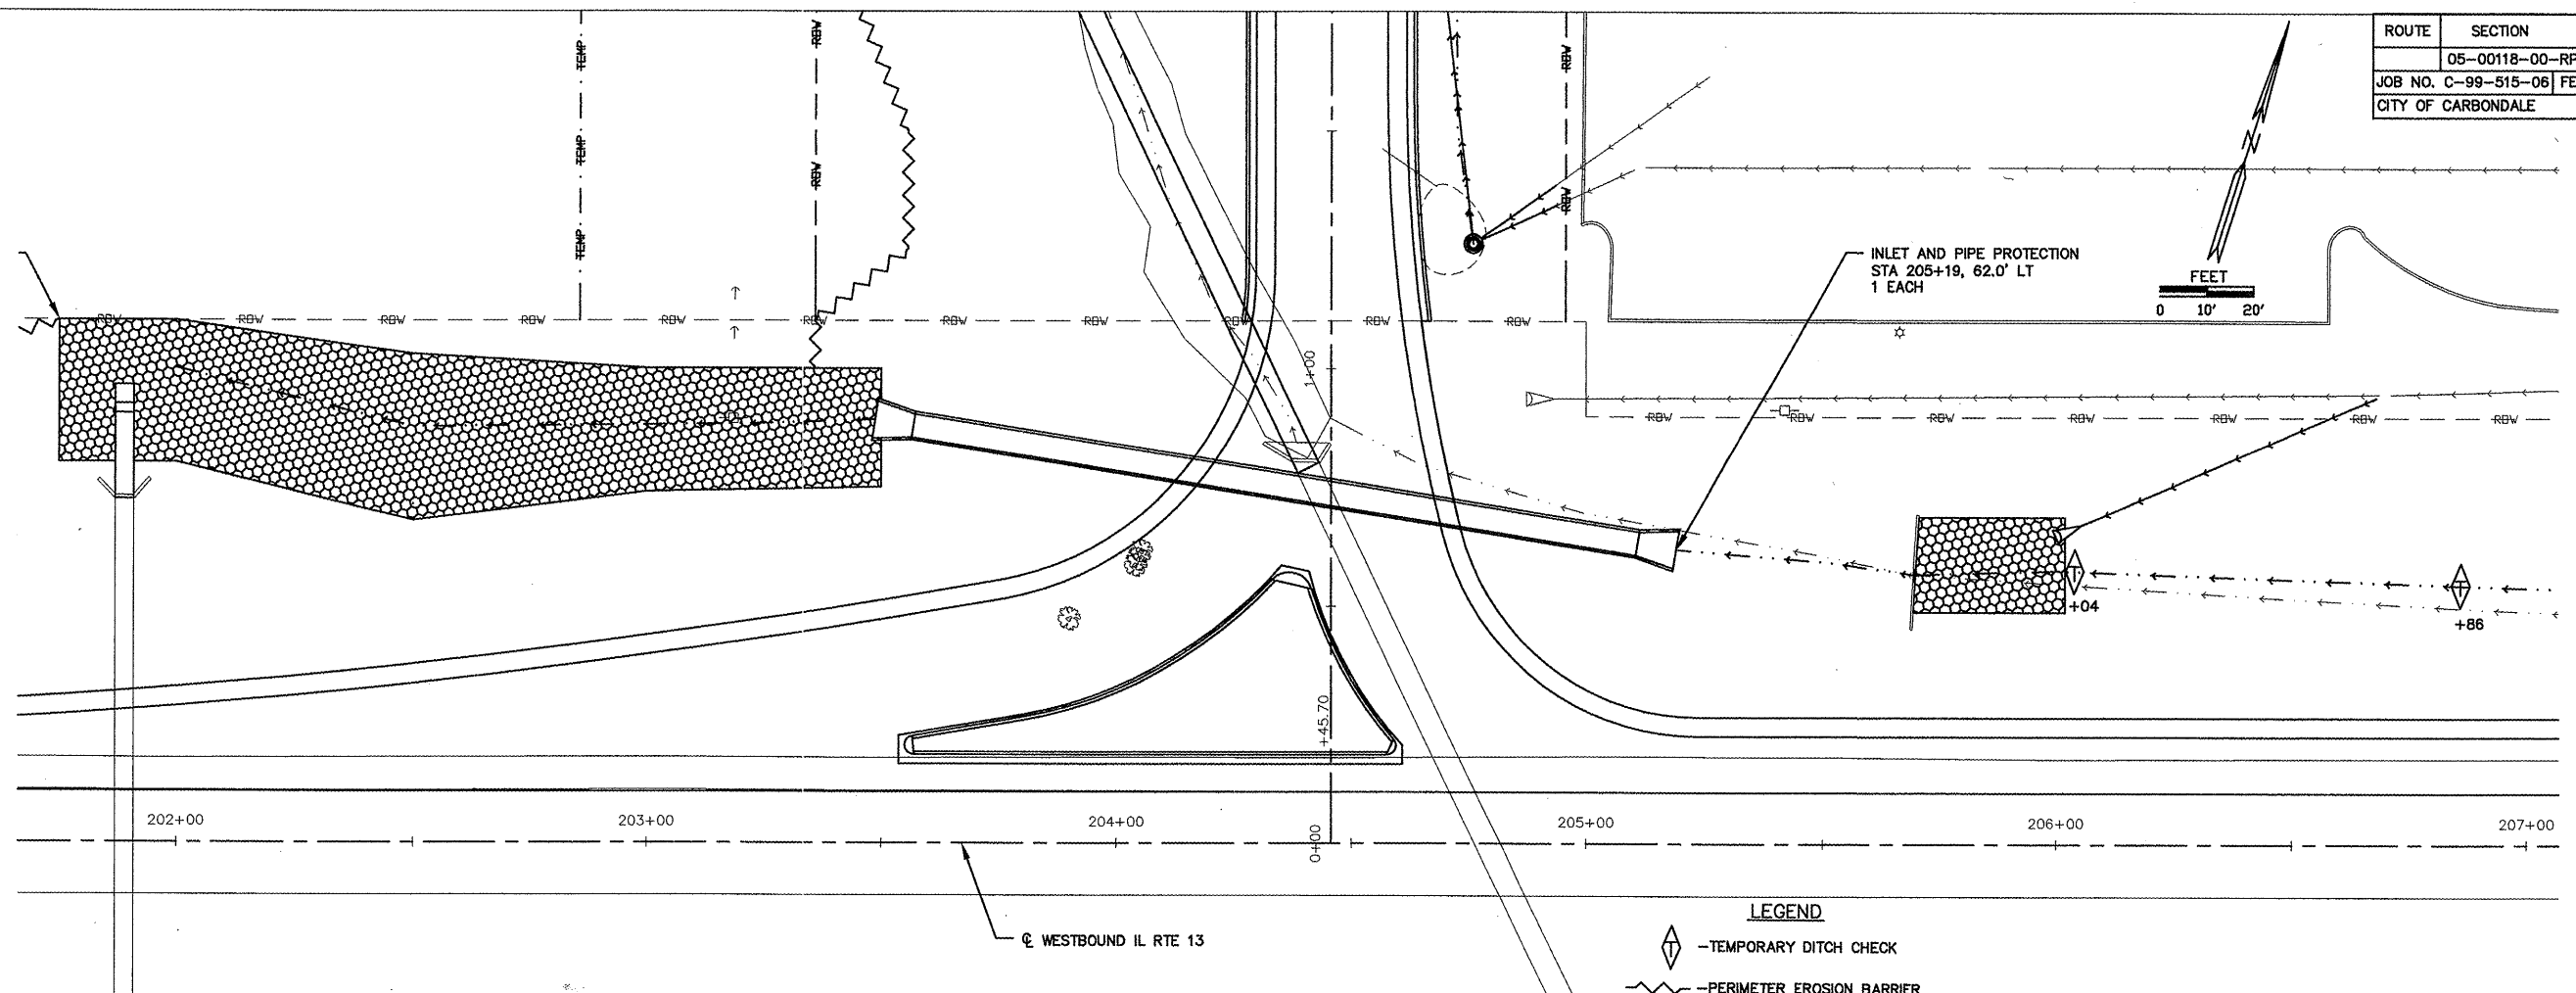 ROUTE SECTION
05-00118-00-RP
JOB NO. C-99-515-06 FE
CITY OF CARBONDALE
TEMP. TEMP. TEMP.
ROW ROW
ROW ROW
N
INLET AND PIPE PROTECTION
STA 205+19, 62.0' LT
1 EACH
FEET
0 10' 20'
ROW ROW ROW ROW ROW ROW ROW ROW ROW ROW ROW
1+00
ROW ROW ROW ROW ROW ROW ROW
T T
+04
+86
+45.70
202+00 203+00 204+00 205+00 206+00 207+00
0+00
℄ WESTBOUND IL RTE 13
LEGEND
T -TEMPORARY DITCH CHECK
-PERIMETER EROSION BARRIER